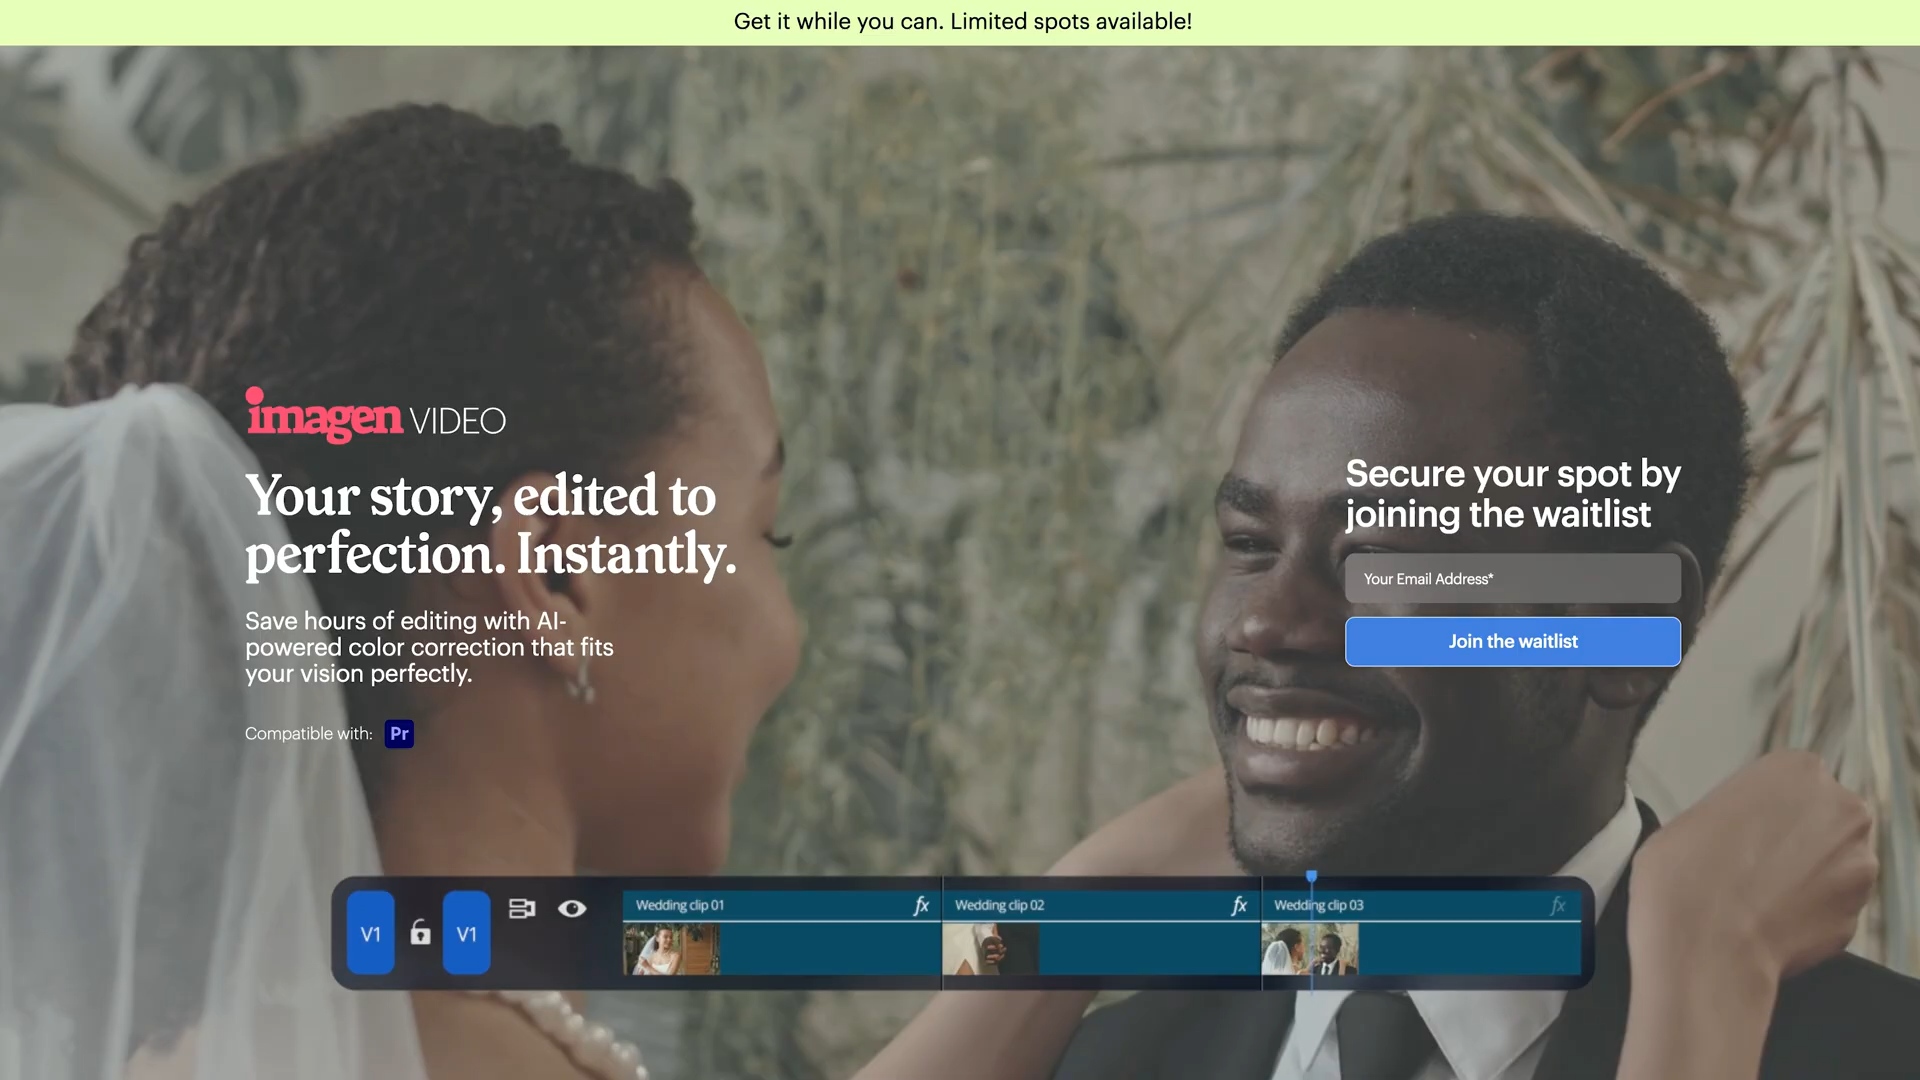 Get it while you can. Limited spots available!
imagen VIDEO
Your story, edited to
perfection. Instantly.
Save hours of editing with AI-
powered color correction that fits
your vision perfectly.
Compatible with: Pr
Secure your spot by
joining the waitlist
Your Email Address*
Join the waitlist
V1
V1
Wedding clip 01 fx
Wedding clip 02 fx
Wedding clip 03 fx